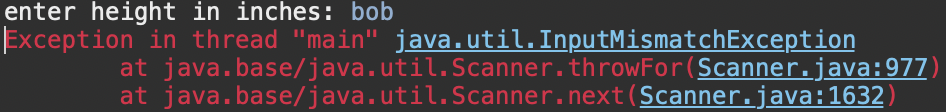 enter height in inches: bob
Exception in thread "main" java.util.InputMismatchException
at java.base/java.util.Scanner.throwFor(Scanner.java:977)
at java.base/java.util.Scanner.next(Scanner.java:1632)